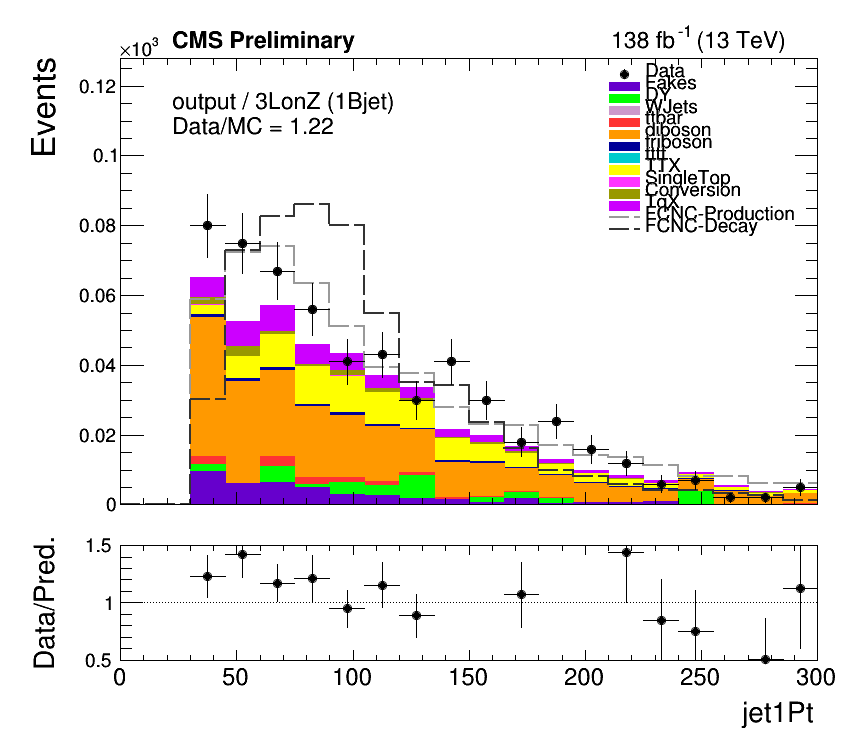 ×10³ CMS Preliminary 138 fb⁻¹ (13 TeV)
Events
output / 3LonZ (1Bjet)
Data/MC = 1.22
Data
Fakes
DY
WJets
ttbar
diboson
triboson
tttt
TTX
SingleTop
Conversion
TqX
FCNC-Production
FCNC-Decay
0.12
0.1
0.08
0.06
0.04
0.02
0
Data/Pred.
1.5
1
0.5
0 50 100 150 200 250 300
jet1Pt